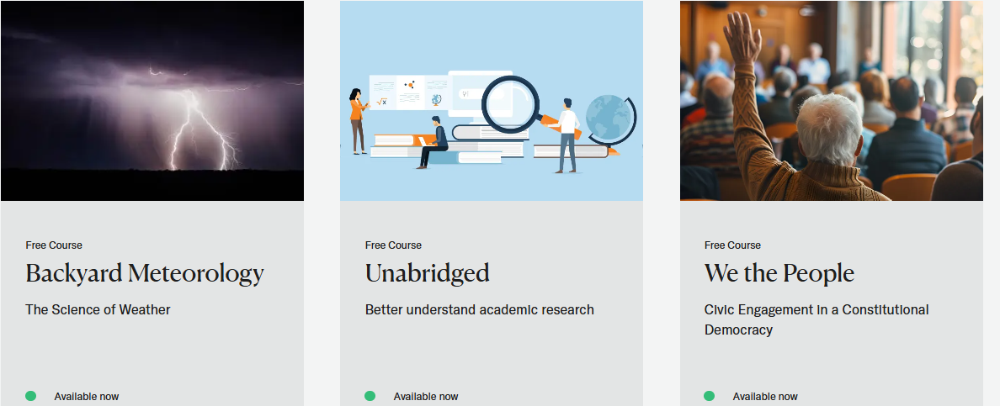 Free Course
Backyard Meteorology
The Science of Weather
Available now
Free Course
Unabridged
Better understand academic research
Available now
Free Course
We the People
Civic Engagement in a Constitutional
Democracy
Available now